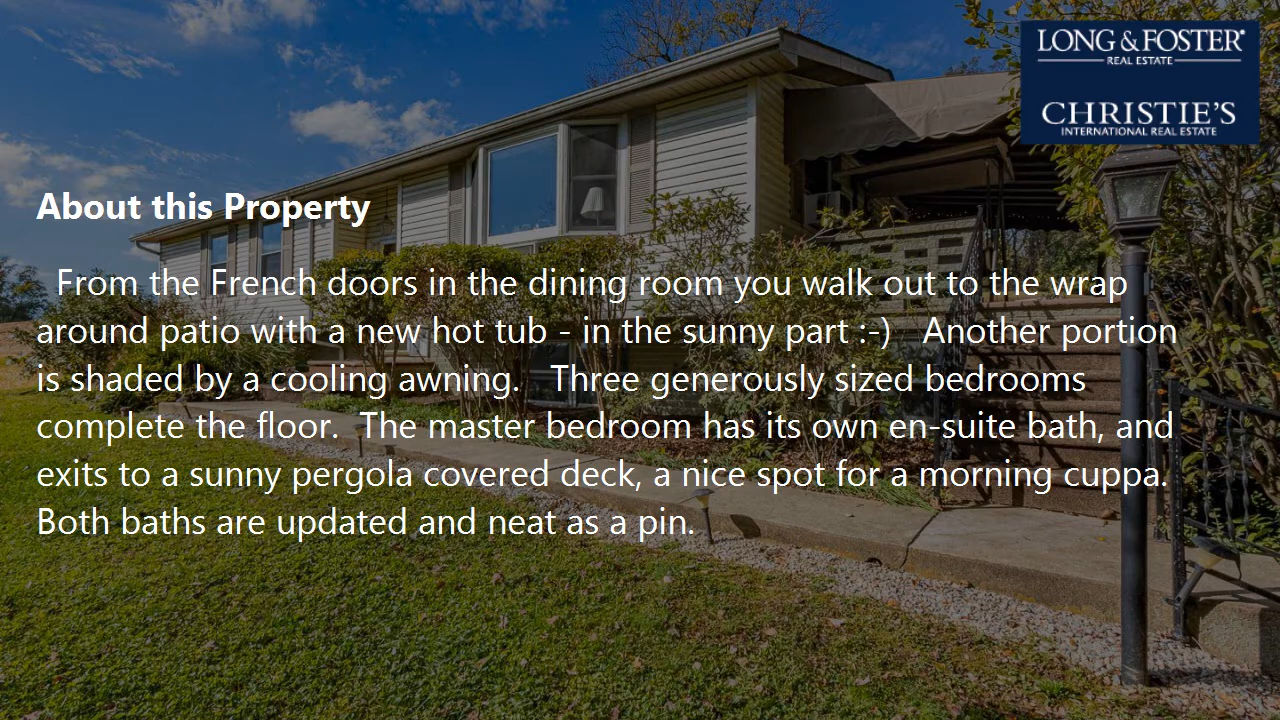 LONG & FOSTER®
REAL ESTATE
CHRISTIE'S
INTERNATIONAL REAL ESTATE
About this Property
From the French doors in the dining room you walk out to the wrap
around patio with a new hot tub - in the sunny part :-) Another portion
is shaded by a cooling awning. Three generously sized bedrooms
complete the floor. The master bedroom has its own en-suite bath, and
exits to a sunny pergola covered deck, a nice spot for a morning cuppa.
Both baths are updated and neat as a pin.